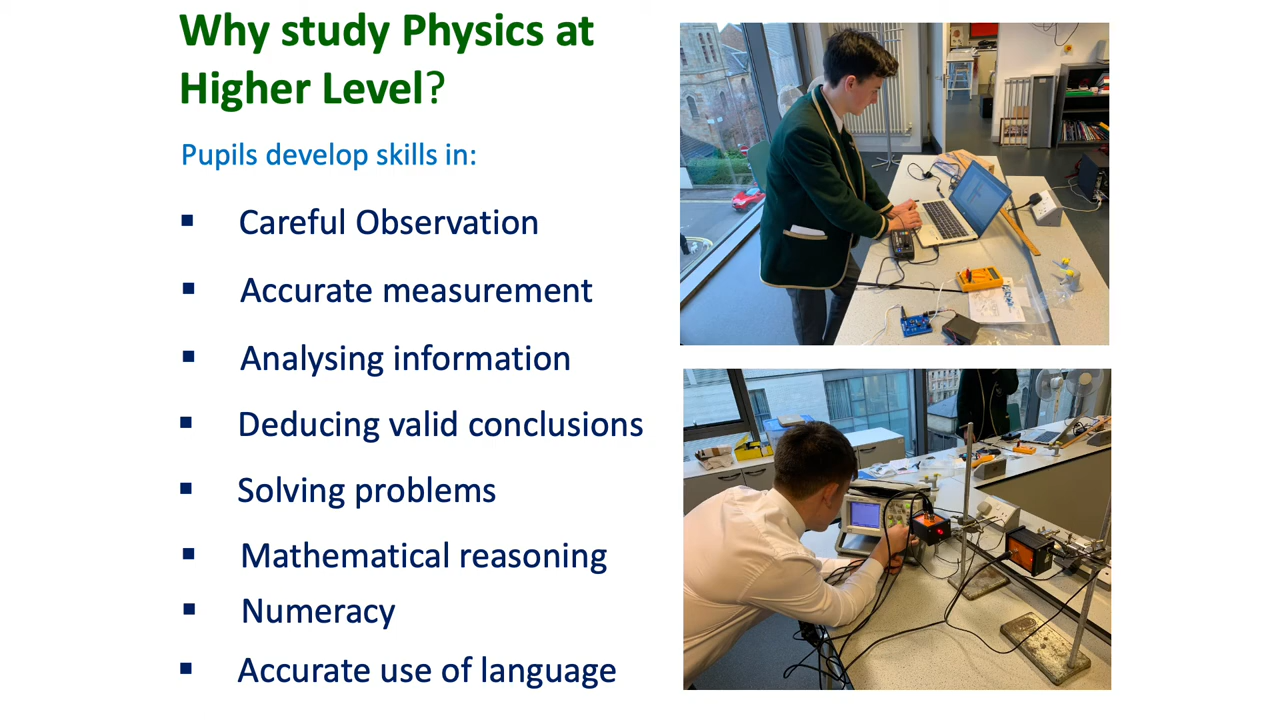 Why study Physics at
Higher Level?
Pupils develop skills in:
▪ Careful Observation
▪ Accurate measurement
▪ Analysing information
▪ Deducing valid conclusions
▪ Solving problems
▪ Mathematical reasoning
▪ Numeracy
▪ Accurate use of language